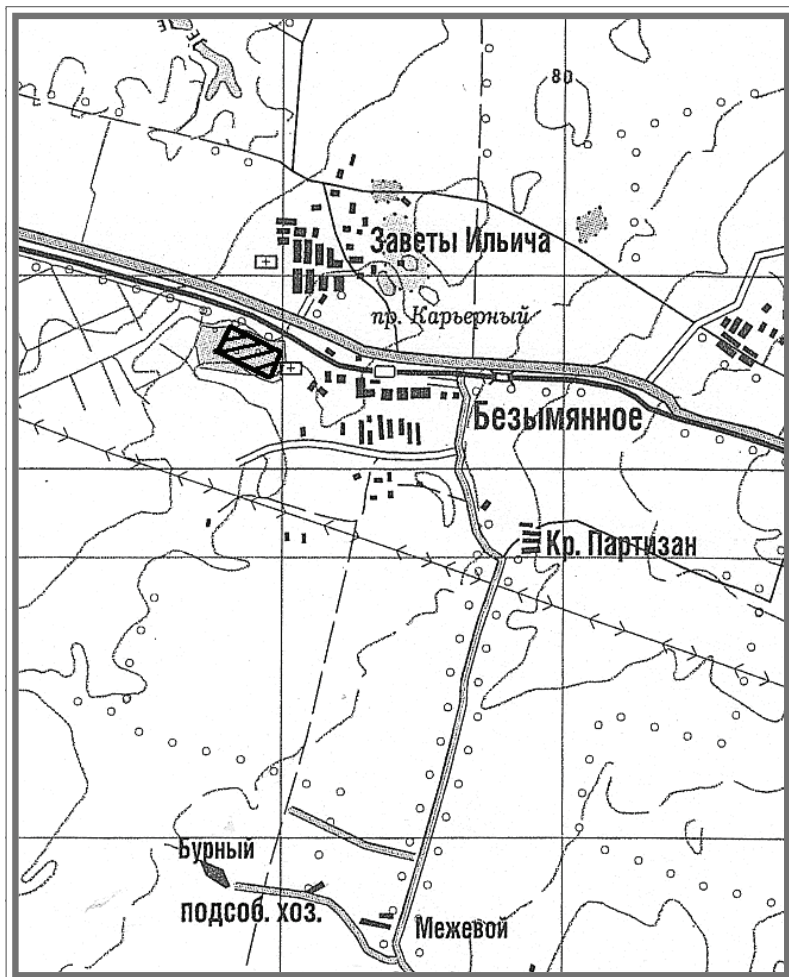 80
Заветы Ильича
пр. Карьерный
Безымянное
Кр. Партизан
Бурный
подсоб. хоз.
Межевой